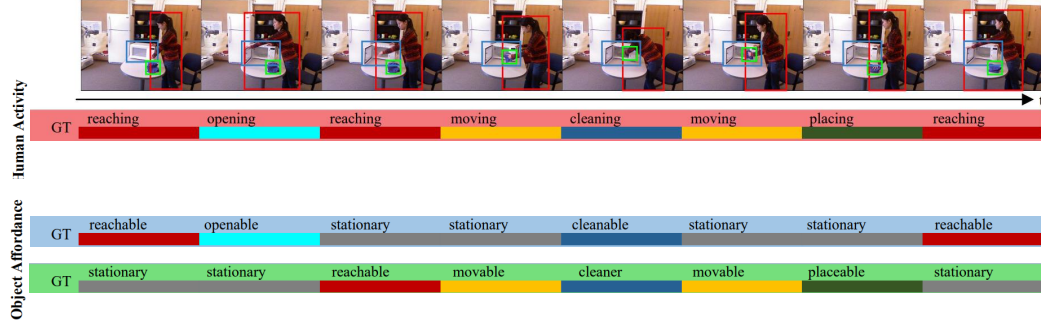 t
Human Activity
GT reaching opening reaching moving cleaning moving placing reaching
Object Affordance
GT reachable openable stationary stationary cleanable stationary stationary reachable
GT stationary stationary reachable movable cleaner movable placeable stationary